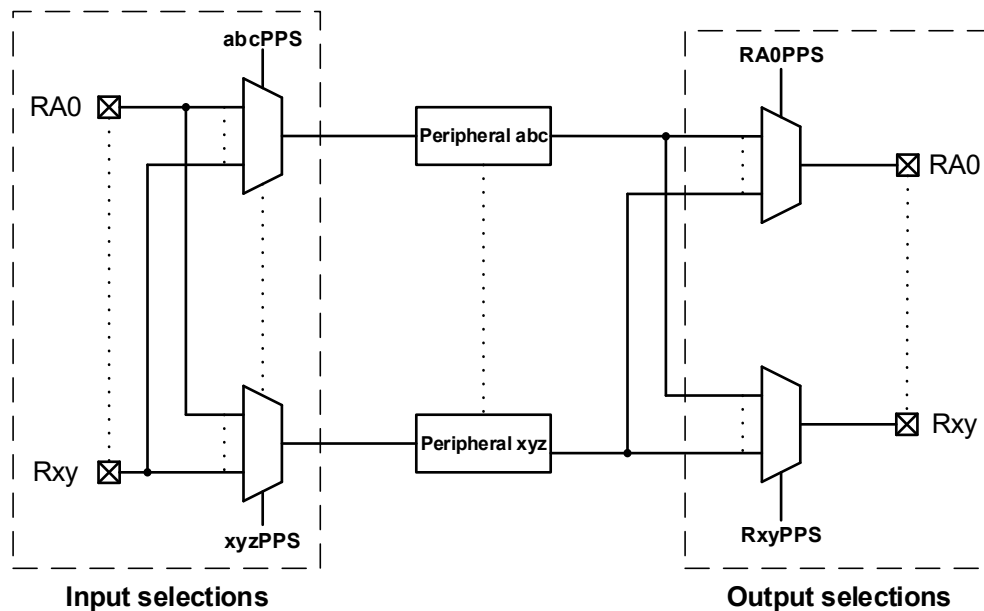 abcPPS
RA0PPS
RA0
Peripheral abc
RA0
Rxy
Peripheral xyz
Rxy
xyzPPS
RxyPPS
Input selections
Output selections